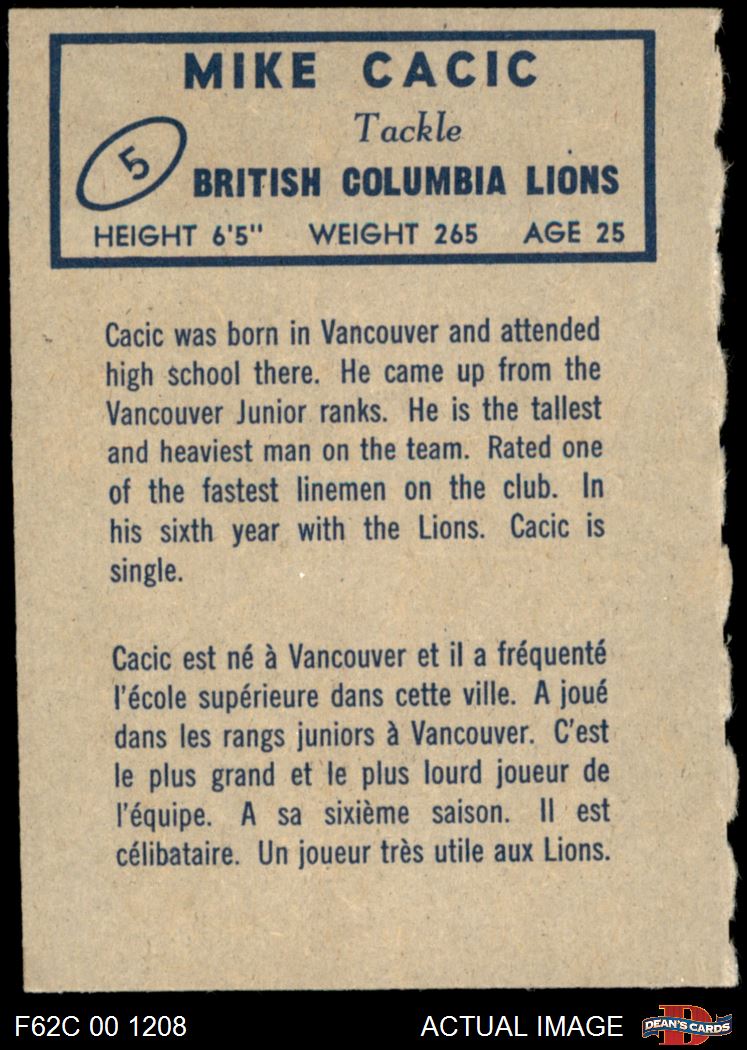 MIKE CACIC
Tackle
5
BRITISH COLUMBIA LIONS
HEIGHT 6'5" WEIGHT 265 AGE 25
Cacic was born in Vancouver and attended
high school there. He came up from the
Vancouver Junior ranks. He is the tallest
and heaviest man on the team. Rated one
of the fastest linemen on the club. In
his sixth year with the Lions. Cacic is
single.
Cacic est né à Vancouver et il a fréquenté
l'école supérieure dans cette ville. A joué
dans les rangs juniors à Vancouver. C'est
le plus grand et le plus lourd joueur de
l'équipe. A sa sixième saison. Il est
célibataire. Un joueur très utile aux Lions.
F62C 00 1208
ACTUAL IMAGE
D
DEAN'S CARDS